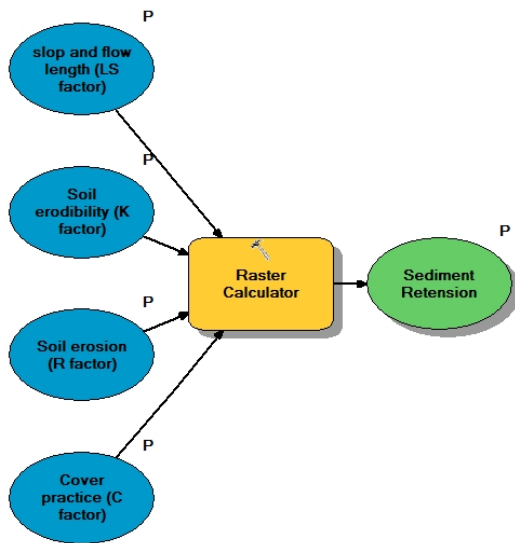 P
slop and flow
length (LS
factor)
P
Soil
erodibility (K
factor)
P
Soil erosion
(R factor)
P
Cover
practice (C
factor)
Raster
Calculator
P
Sediment
Retension